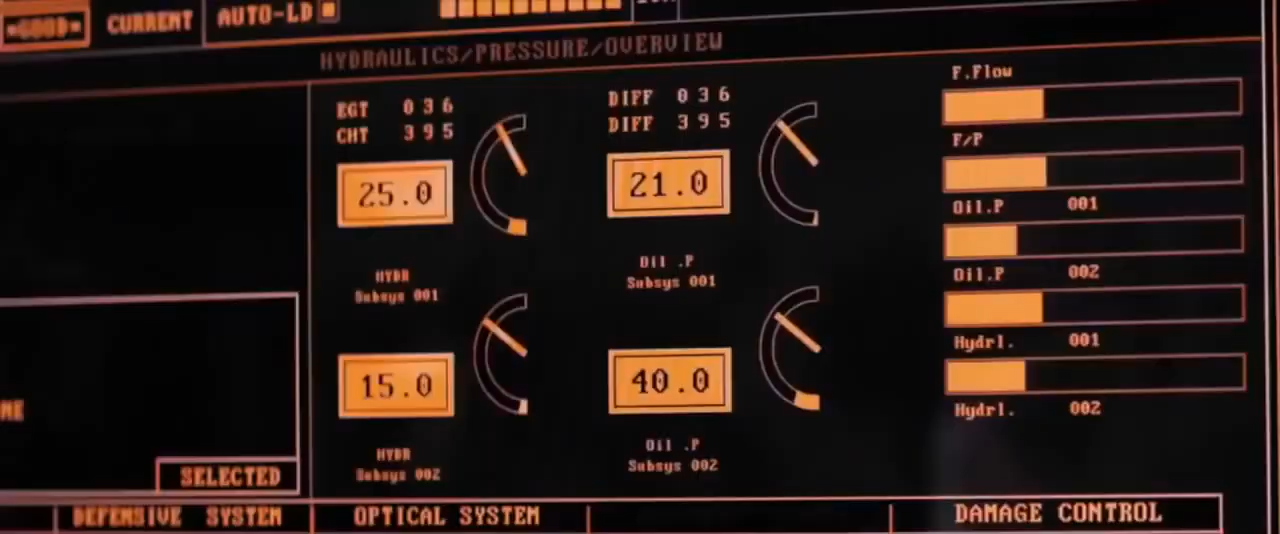 *GOOD*
CURRENT
AUTO-LD
HYDRAULICS/PRESSURE/OVERVIEW
EGT 036
CHT 395
25.0
HYDR
Subsys 001
15.0
HYDR
Subsys 002
DIFF 036
DIFF 395
21.0
Oil .P
Subsys 001
40.0
Oil .P
Subsys 002
F.Flow
F/P
Oil.P 001
Oil.P 002
Hydrl. 001
Hydrl. 002
SELECTED
DEFENSIVE SYSTEM
OPTICAL SYSTEM
DAMAGE CONTROL